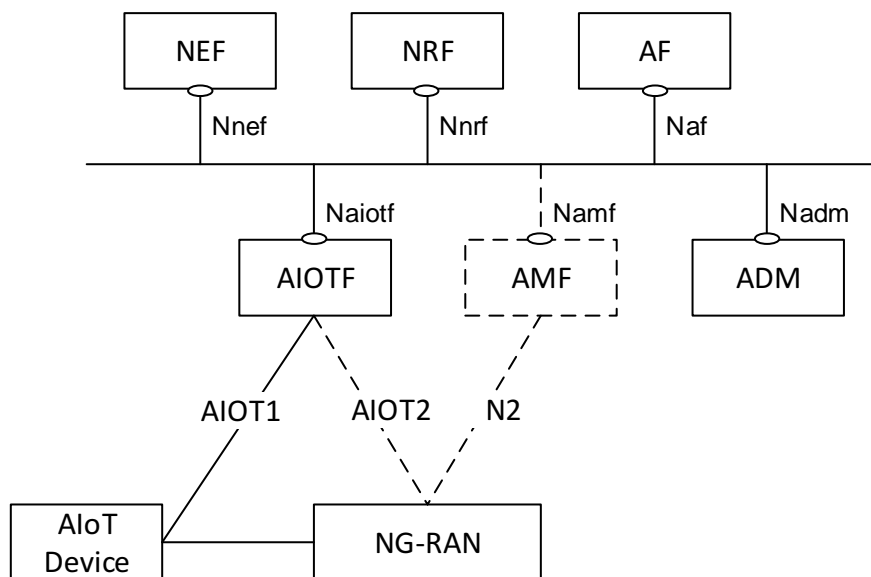 NEF
NRF
AF
Nnef
Nnrf
Naf
Naiotf
Namf
Nadm
AIOTF
AMF
ADM
AIOT1
AIOT2
N2
AIoT
Device
NG-RAN